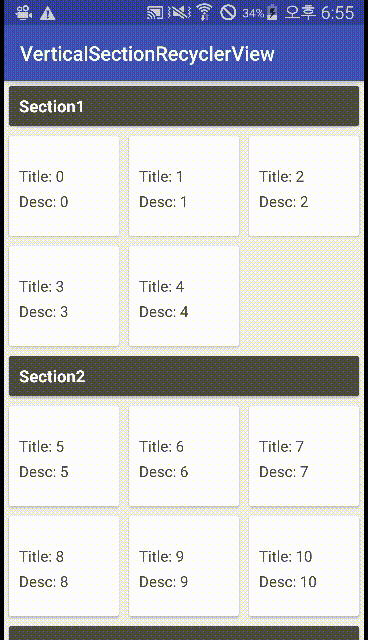 34% 오후 6:55
VerticalSectionRecyclerView
Section1
Title: 0 Title: 1 Title: 2
Desc: 0 Desc: 1 Desc: 2
Title: 3 Title: 4
Desc: 3 Desc: 4
Section2
Title: 5 Title: 6 Title: 7
Desc: 5 Desc: 6 Desc: 7
Title: 8 Title: 9 Title: 10
Desc: 8 Desc: 9 Desc: 10